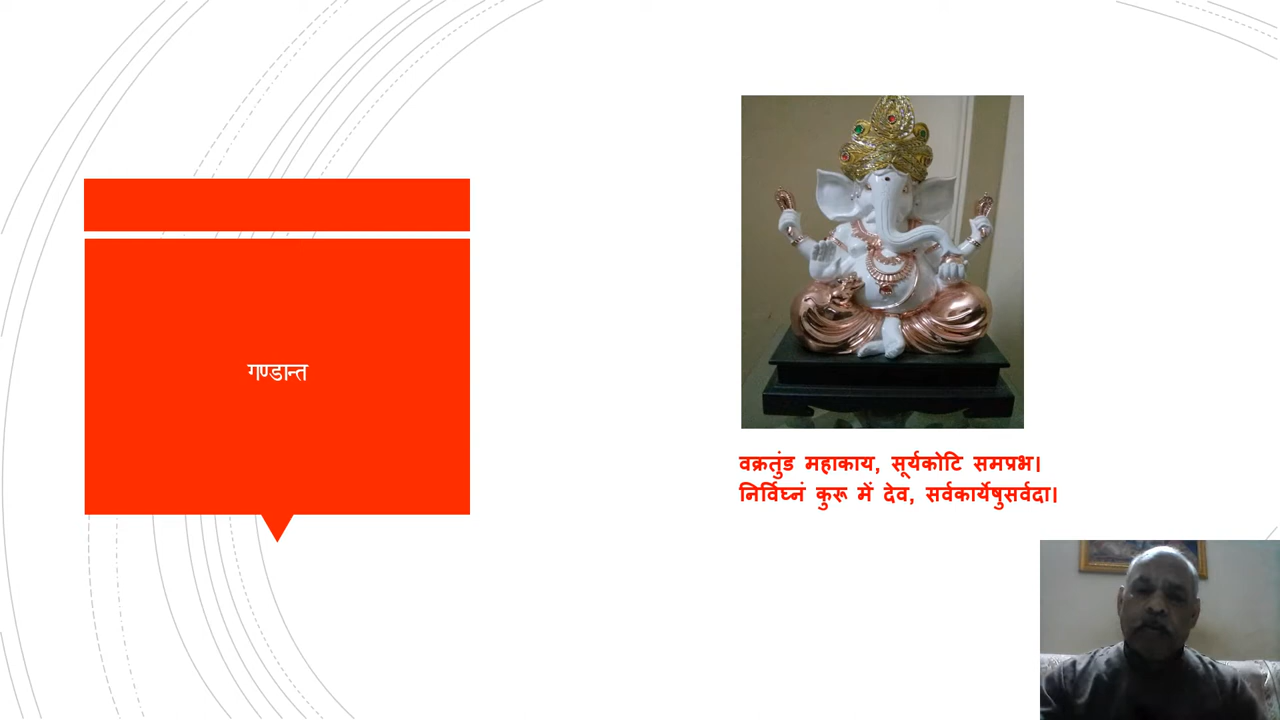 गण्डान्त
वक्रतुंड महाकाय, सूर्यकोटि समप्रभ।
निर्विघ्नं कुरू में देव, सर्वकार्येषुसर्वदा।